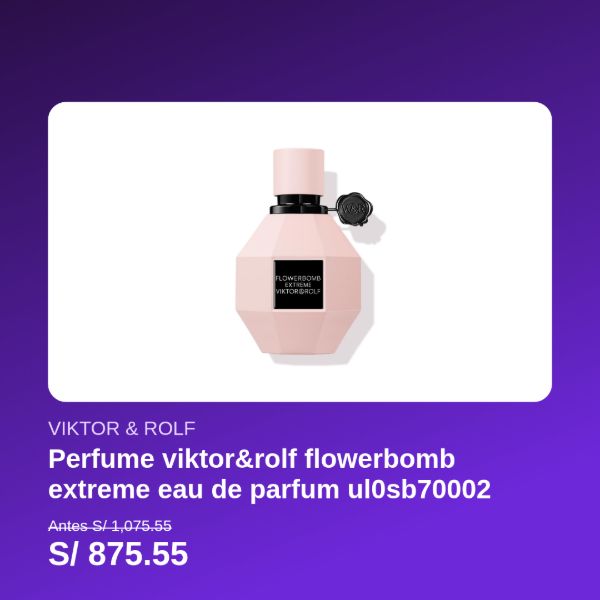 FLOWERBOMB
EXTREME
VIKTOR&ROLF
VIKTOR & ROLF
Perfume viktor&rolf flowerbomb
extreme eau de parfum ul0sb70002
Antes S/ 1,075.55
S/ 875.55